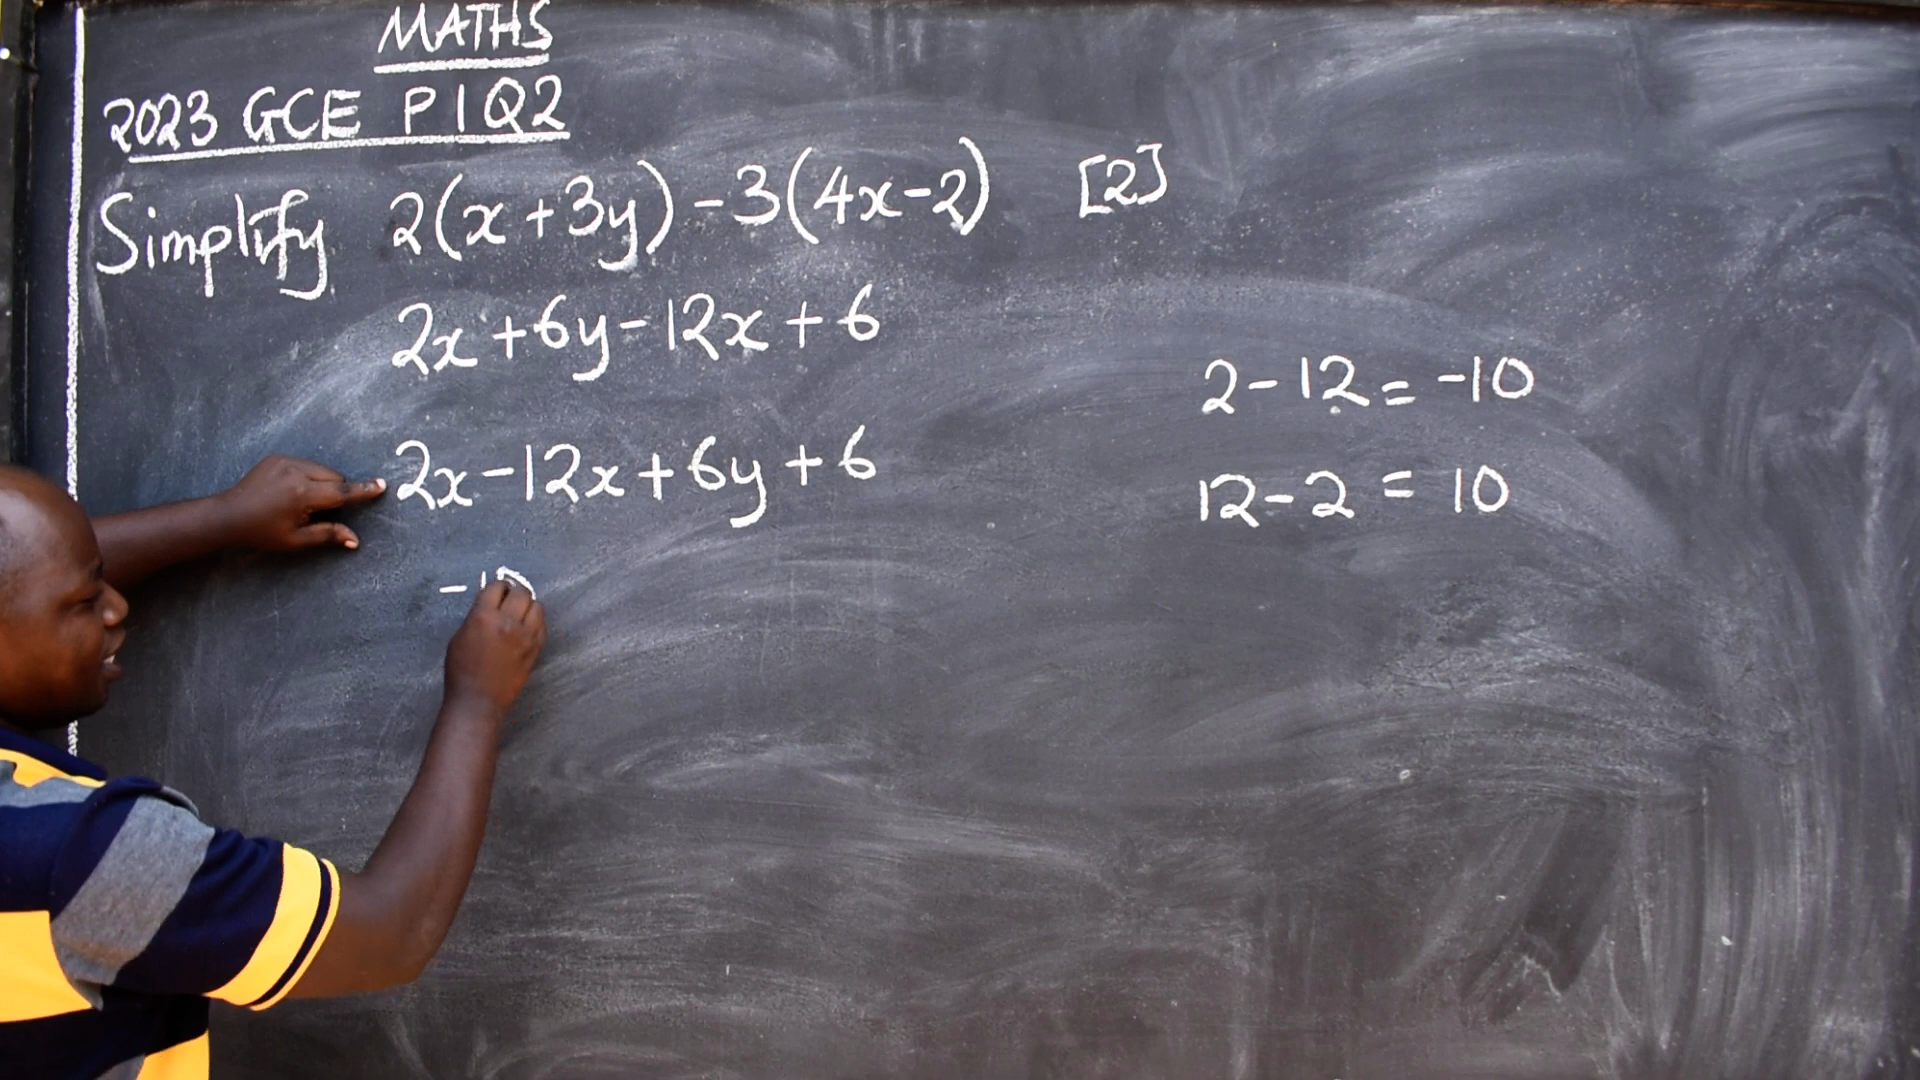 MATHS
2023 GCE P1Q2
Simplify 2(x+3y)-3(4x-2) [2]
2x+6y-12x+6
2x-12x+6y+6
-10
2-12=-10
12-2=10